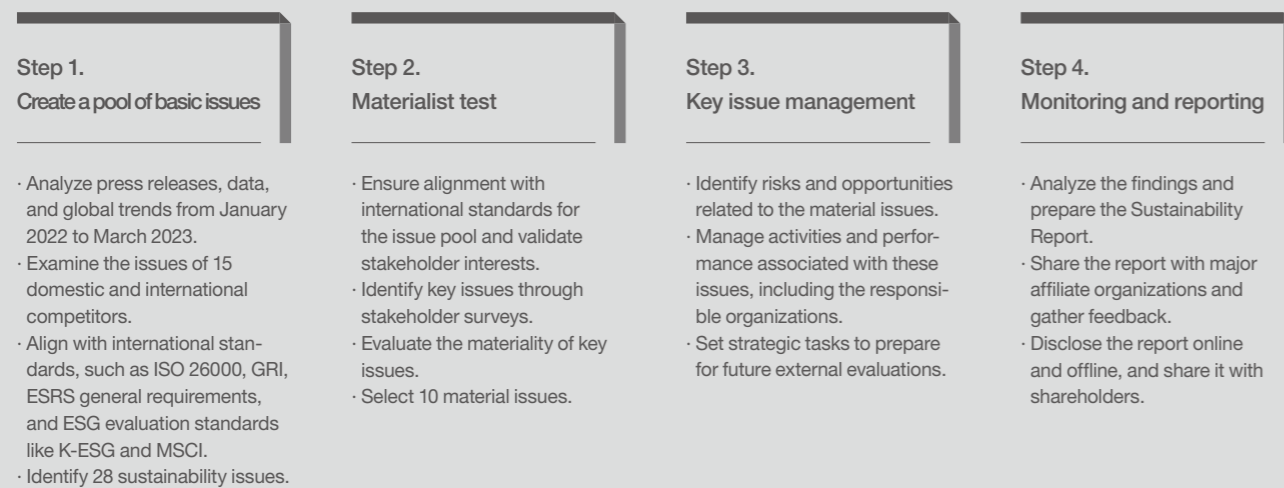 Step 1.
Create a pool of basic issues
· Analyze press releases, data,
and global trends from January
2022 to March 2023.
· Examine the issues of 15
domestic and international
competitors.
· Align with international stan-
dards, such as ISO 26000, GRI,
ESRS general requirements,
and ESG evaluation standards
like K-ESG and MSCI.
· Identify 28 sustainability issues.
Step 2.
Materialist test
· Ensure alignment with
international standards for
the issue pool and validate
stakeholder interests.
· Identify key issues through
stakeholder surveys.
· Evaluate the materiality of key
issues.
· Select 10 material issues.
Step 3.
Key issue management
· Identify risks and opportunities
related to the material issues.
· Manage activities and perfor-
mance associated with these
issues, including the responsi-
ble organizations.
· Set strategic tasks to prepare
for future external evaluations.
Step 4.
Monitoring and reporting
· Analyze the findings and
prepare the Sustainability
Report.
· Share the report with major
affiliate organizations and
gather feedback.
· Disclose the report online
and offline, and share it with
shareholders.